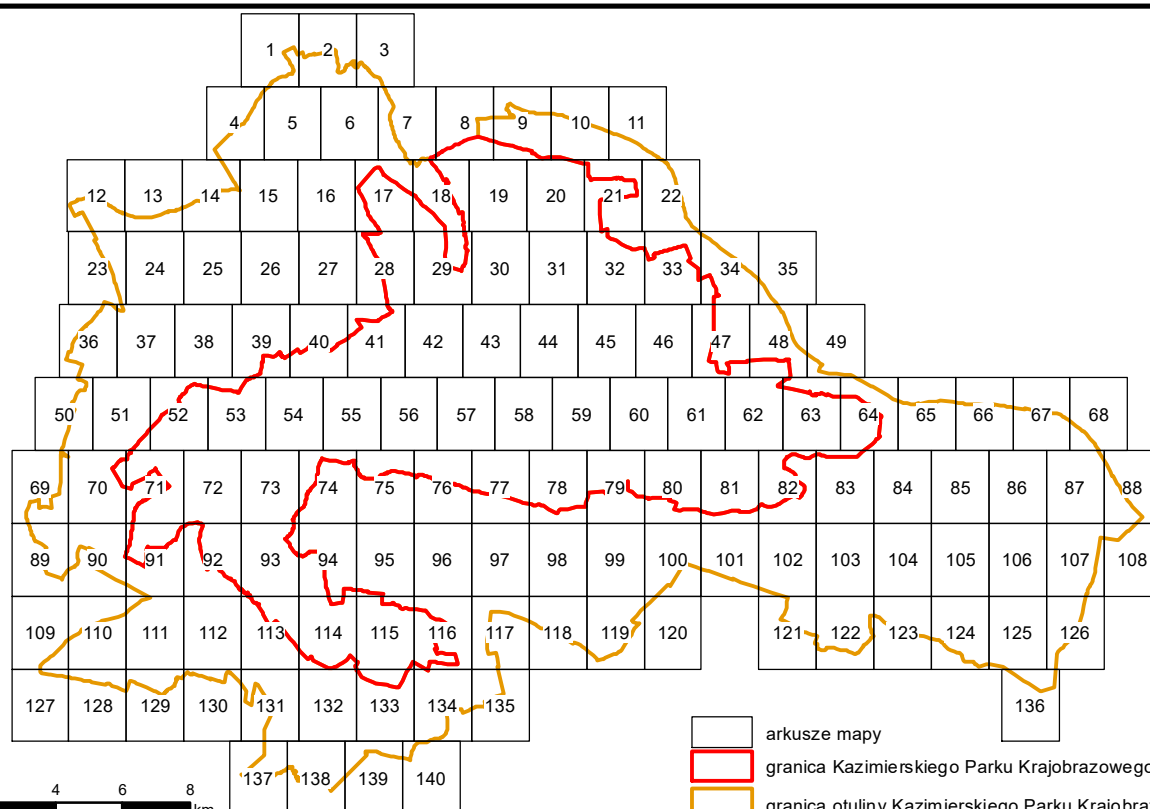 1 2 3
4 5 6 7 8 9 10 11
12 13 14 15 16 17 18 19 20 21 22
23 24 25 26 27 28 29 30 31 32 33 34 35
36 37 38 39 40 41 42 43 44 45 46 47 48 49
50 51 52 53 54 55 56 57 58 59 60 61 62 63 64 65 66 67 68
69 70 71 72 73 74 75 76 77 78 79 80 81 82 83 84 85 86 87 88
89 90 91 92 93 94 95 96 97 98 99 100 101 102 103 104 105 106 107 108
109 110 111 112 113 114 115 116 117 118 119 120 121 122 123 124 125 126
127 128 129 130 131 132 133 134 135 136
137 138 139 140
arkusze mapy
granica Kazimierskiego Parku Krajobrazowego
granica otuliny Kazimierskiego Parku Krajobra
4 6 8
km